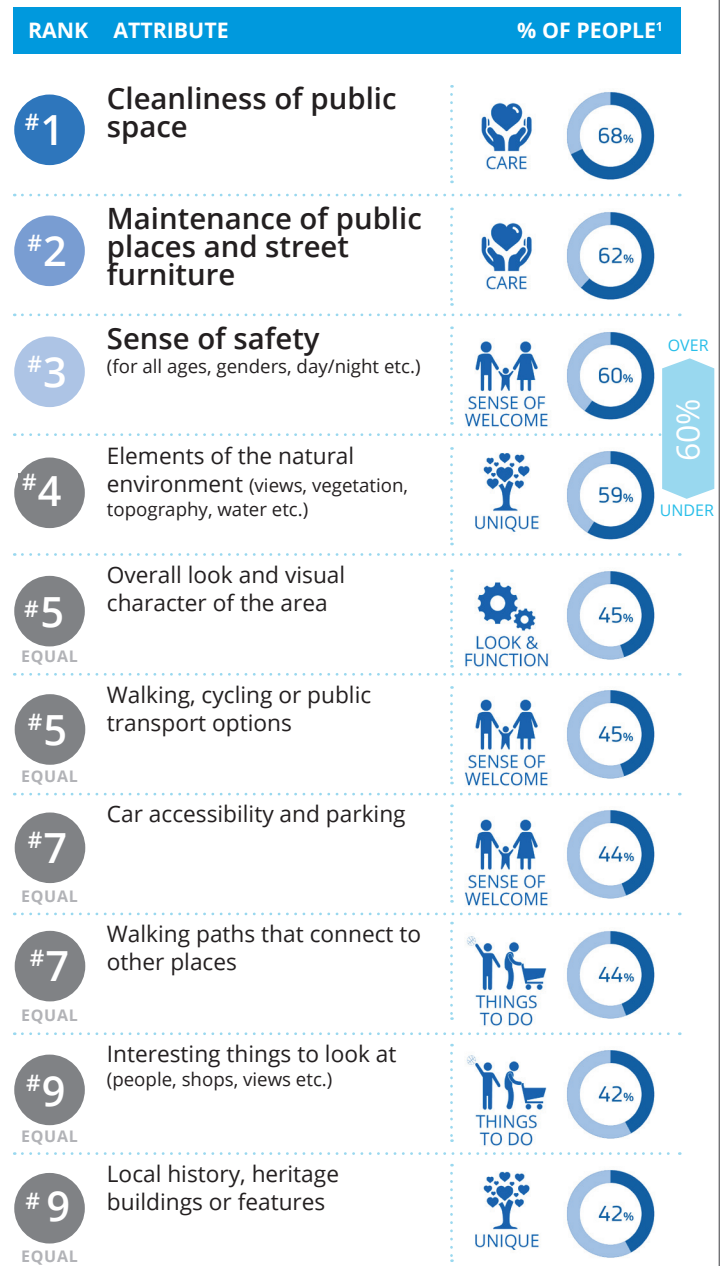 RANK ATTRIBUTE % OF PEOPLE¹
#1
Cleanliness of public
space
CARE
68%
#2
Maintenance of public
places and street
furniture
CARE
62%
#3
Sense of safety
(for all ages, genders, day/night etc.)
SENSE OF
WELCOME
60%
OVER
60%
UNDER
#4
Elements of the natural
environment (views, vegetation,
topography, water etc.)
UNIQUE
59%
#5
EQUAL
Overall look and visual
character of the area
LOOK &
FUNCTION
45%
#5
EQUAL
Walking, cycling or public
transport options
SENSE OF
WELCOME
45%
#7
EQUAL
Car accessibility and parking
SENSE OF
WELCOME
44%
#7
EQUAL
Walking paths that connect to
other places
THINGS
TO DO
44%
#9
EQUAL
Interesting things to look at
(people, shops, views etc.)
THINGS
TO DO
42%
#9
EQUAL
Local history, heritage
buildings or features
UNIQUE
42%